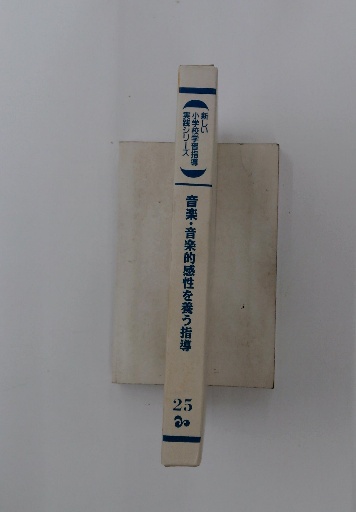 新しい
小学校学習指導
実践シリーズ
音楽・音楽的感性を養う指導
25